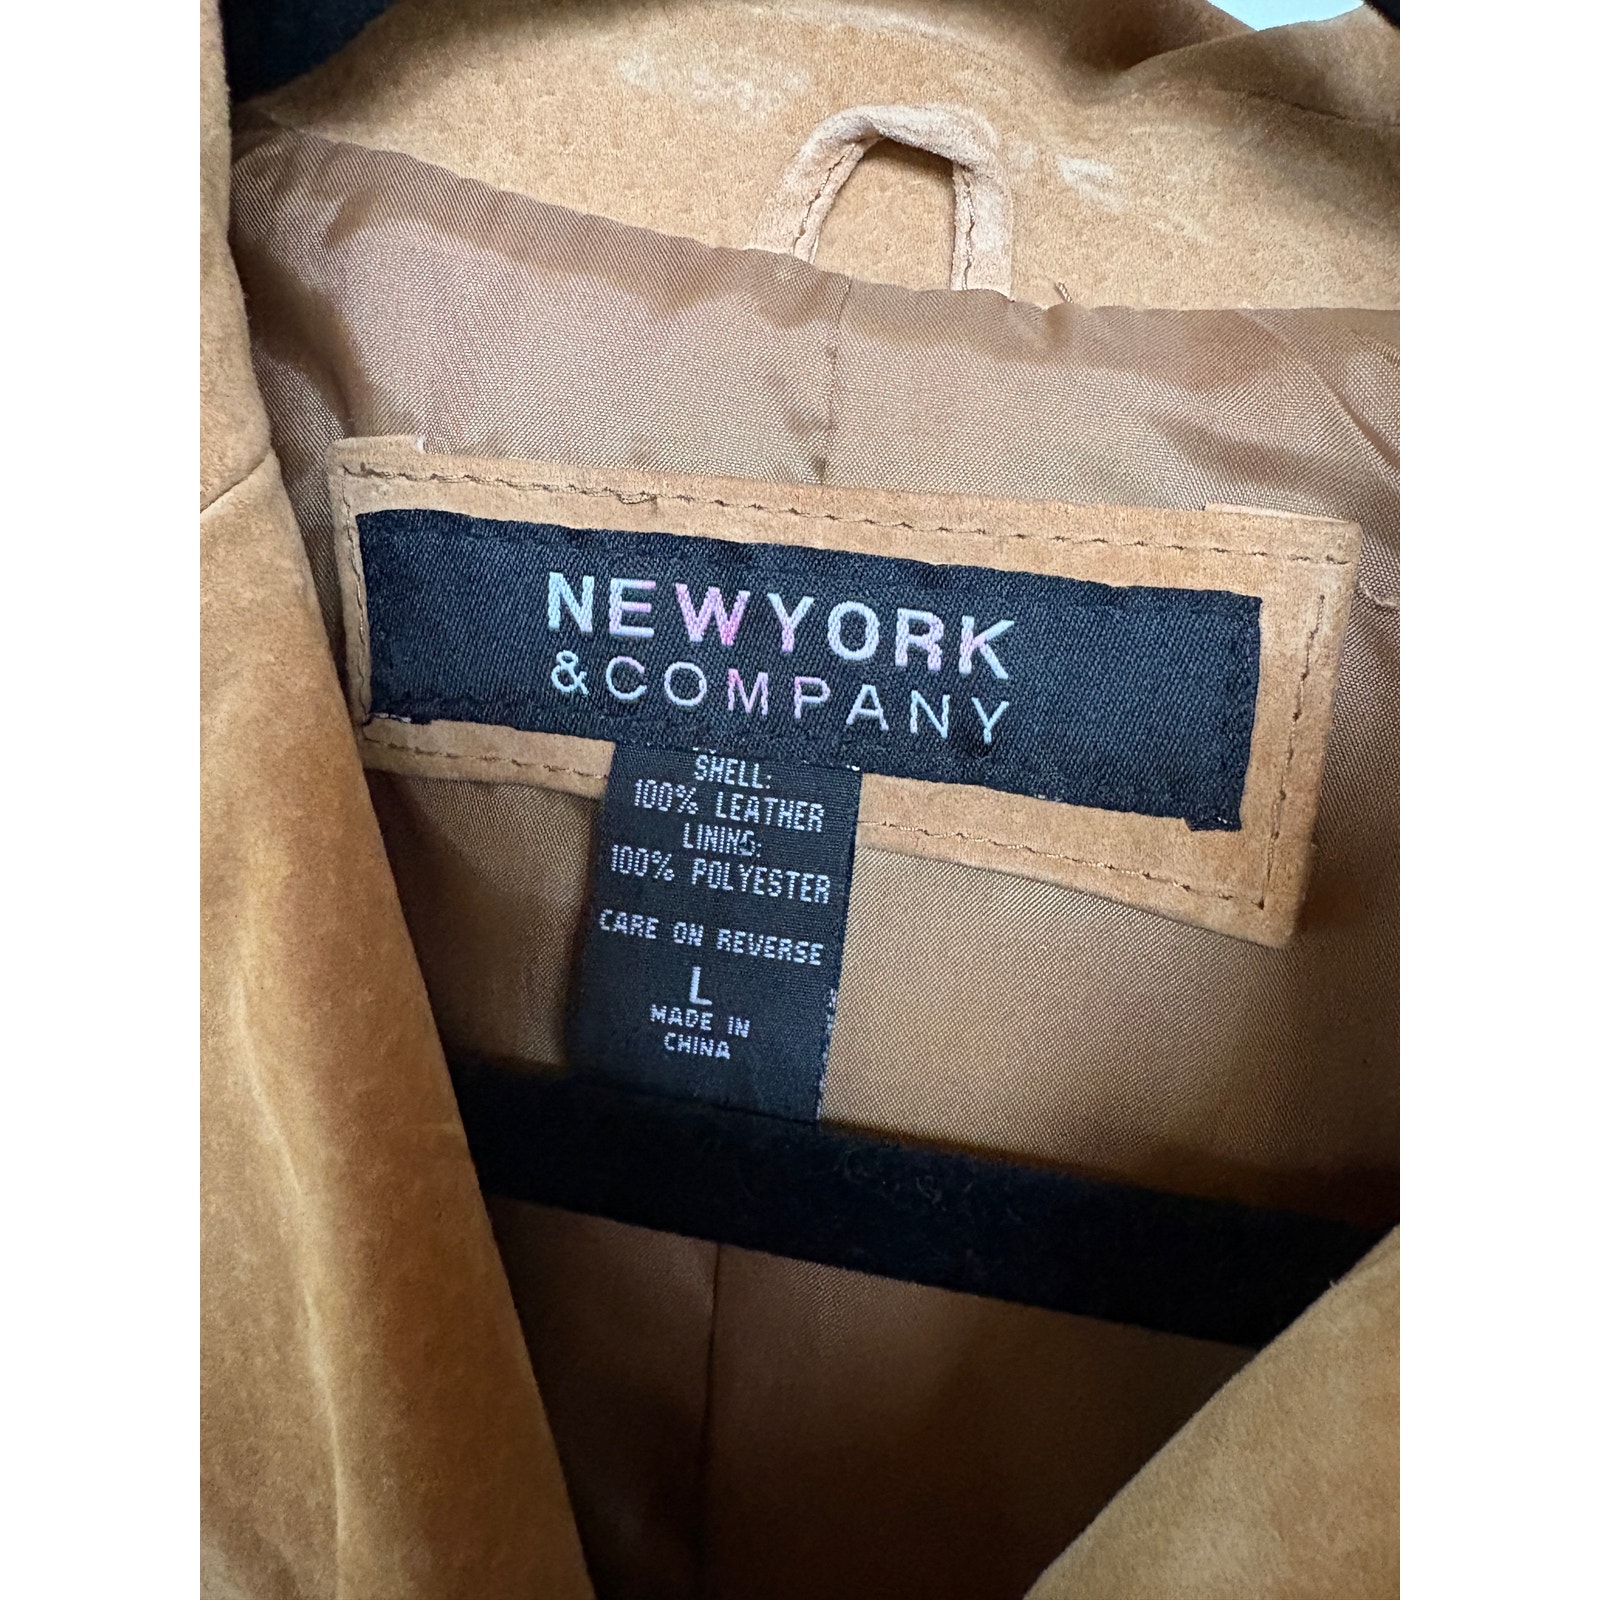 NEWYORK
&COMPANY
SHELL:
100% LEATHER
LINING:
100% POLYESTER
CARE ON REVERSE
L
MADE IN
CHINA